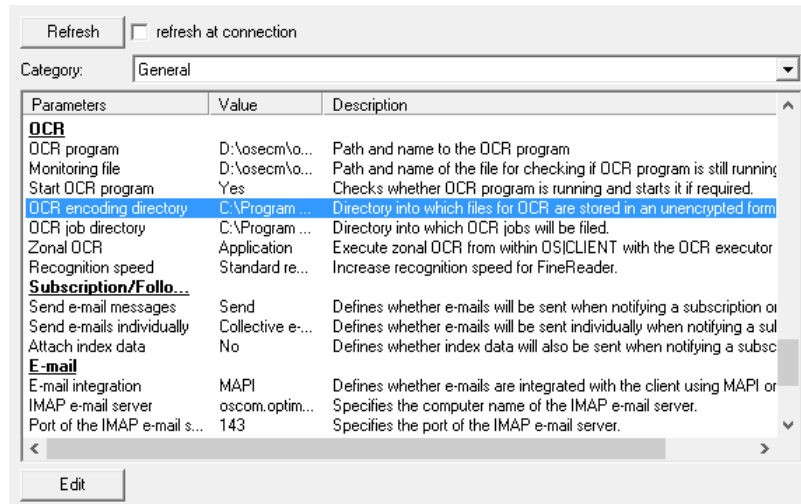 Refresh refresh at connection
Category: General
Parameters Value Description
OCR
OCR program D:\osecm\o... Path and name to the OCR program
Monitoring file D:\osecm\o... Path and name of the file for checking if OCR program is still running
Start OCR program Yes Checks whether OCR program is running and starts it if required.
OCR encoding directory C:\Program ... Directory into which files for OCR are stored in an unencrypted form
OCR job directory C:\Program ... Directory into which OCR jobs will be filed.
Zonal OCR Application Execute zonal OCR from within OS|CLIENT with the OCR executor
Recognition speed Standard re... Increase recognition speed for FineReader.
Subscription/Follo...
Send e-mail messages Send Defines whether e-mails will be sent when notifying a subscription or
Send e-mails individually Collective e-... Defines whether e-mails will be sent individually when notifying a sul
Attach index data No Defines whether index data will also be sent when notifying a subsc
E-mail
E-mail integration MAPI Defines whether e-mails are integrated with the client using MAPI or
IMAP e-mail server oscom.optim... Specifies the computer name of the IMAP e-mail server.
Port of the IMAP e-mail s... 143 Specifies the port of the IMAP e-mail server.
Edit